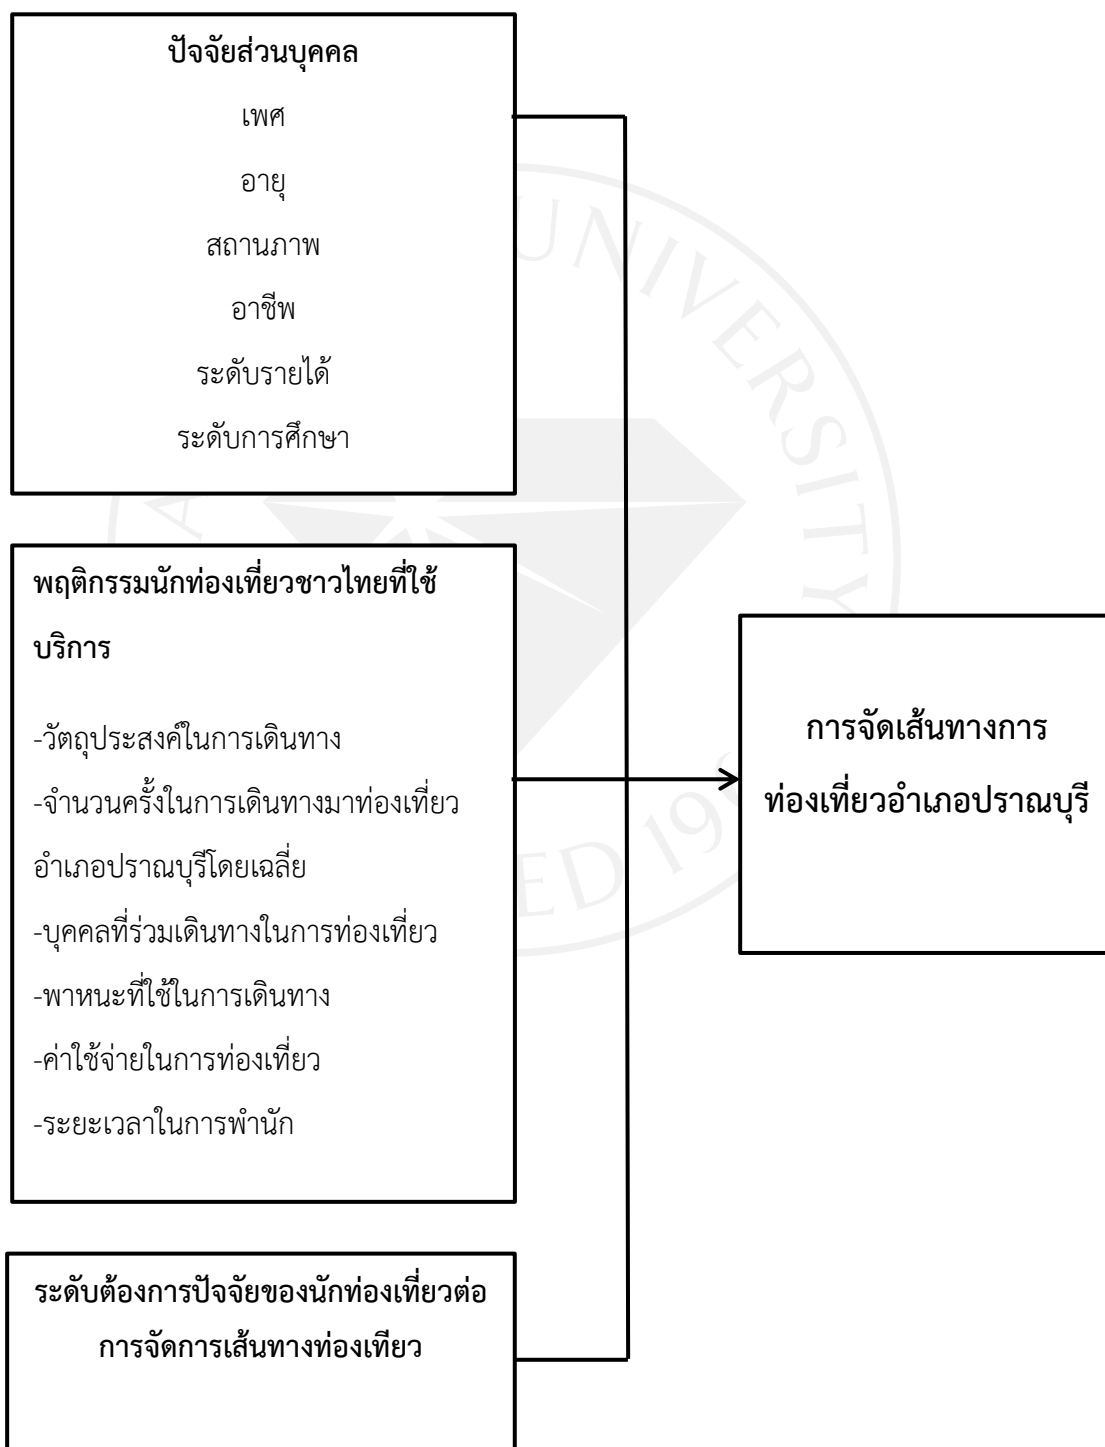 ปัจจัยส่วนบุคคล
เพศ
อายุ
สถานภาพ
อาชีพ
ระดับรายได้
ระดับการศึกษา
พฤติกรรมนักท่องเที่ยวชาวไทยที่ใช้
บริการ
-วัตถุประสงค์ในการเดินทาง
-จำนวนครั้งในการเดินทางมาท่องเที่ยว
อำเภอปราณบุรีโดยเฉลี่ย
-บุคคลที่ร่วมเดินทางในการท่องเที่ยว
-พาหนะที่ใช้ในการเดินทาง
-ค่าใช้จ่ายในการท่องเที่ยว
-ระยะเวลาในการพำนัก
ระดับต้องการปัจจัยของนักท่องเที่ยวต่อ
การจัดการเส้นทางท่องเทียว
การจัดเส้นทางการ
ท่องเที่ยวอำเภอปราณบุรี
UNIVERSITY